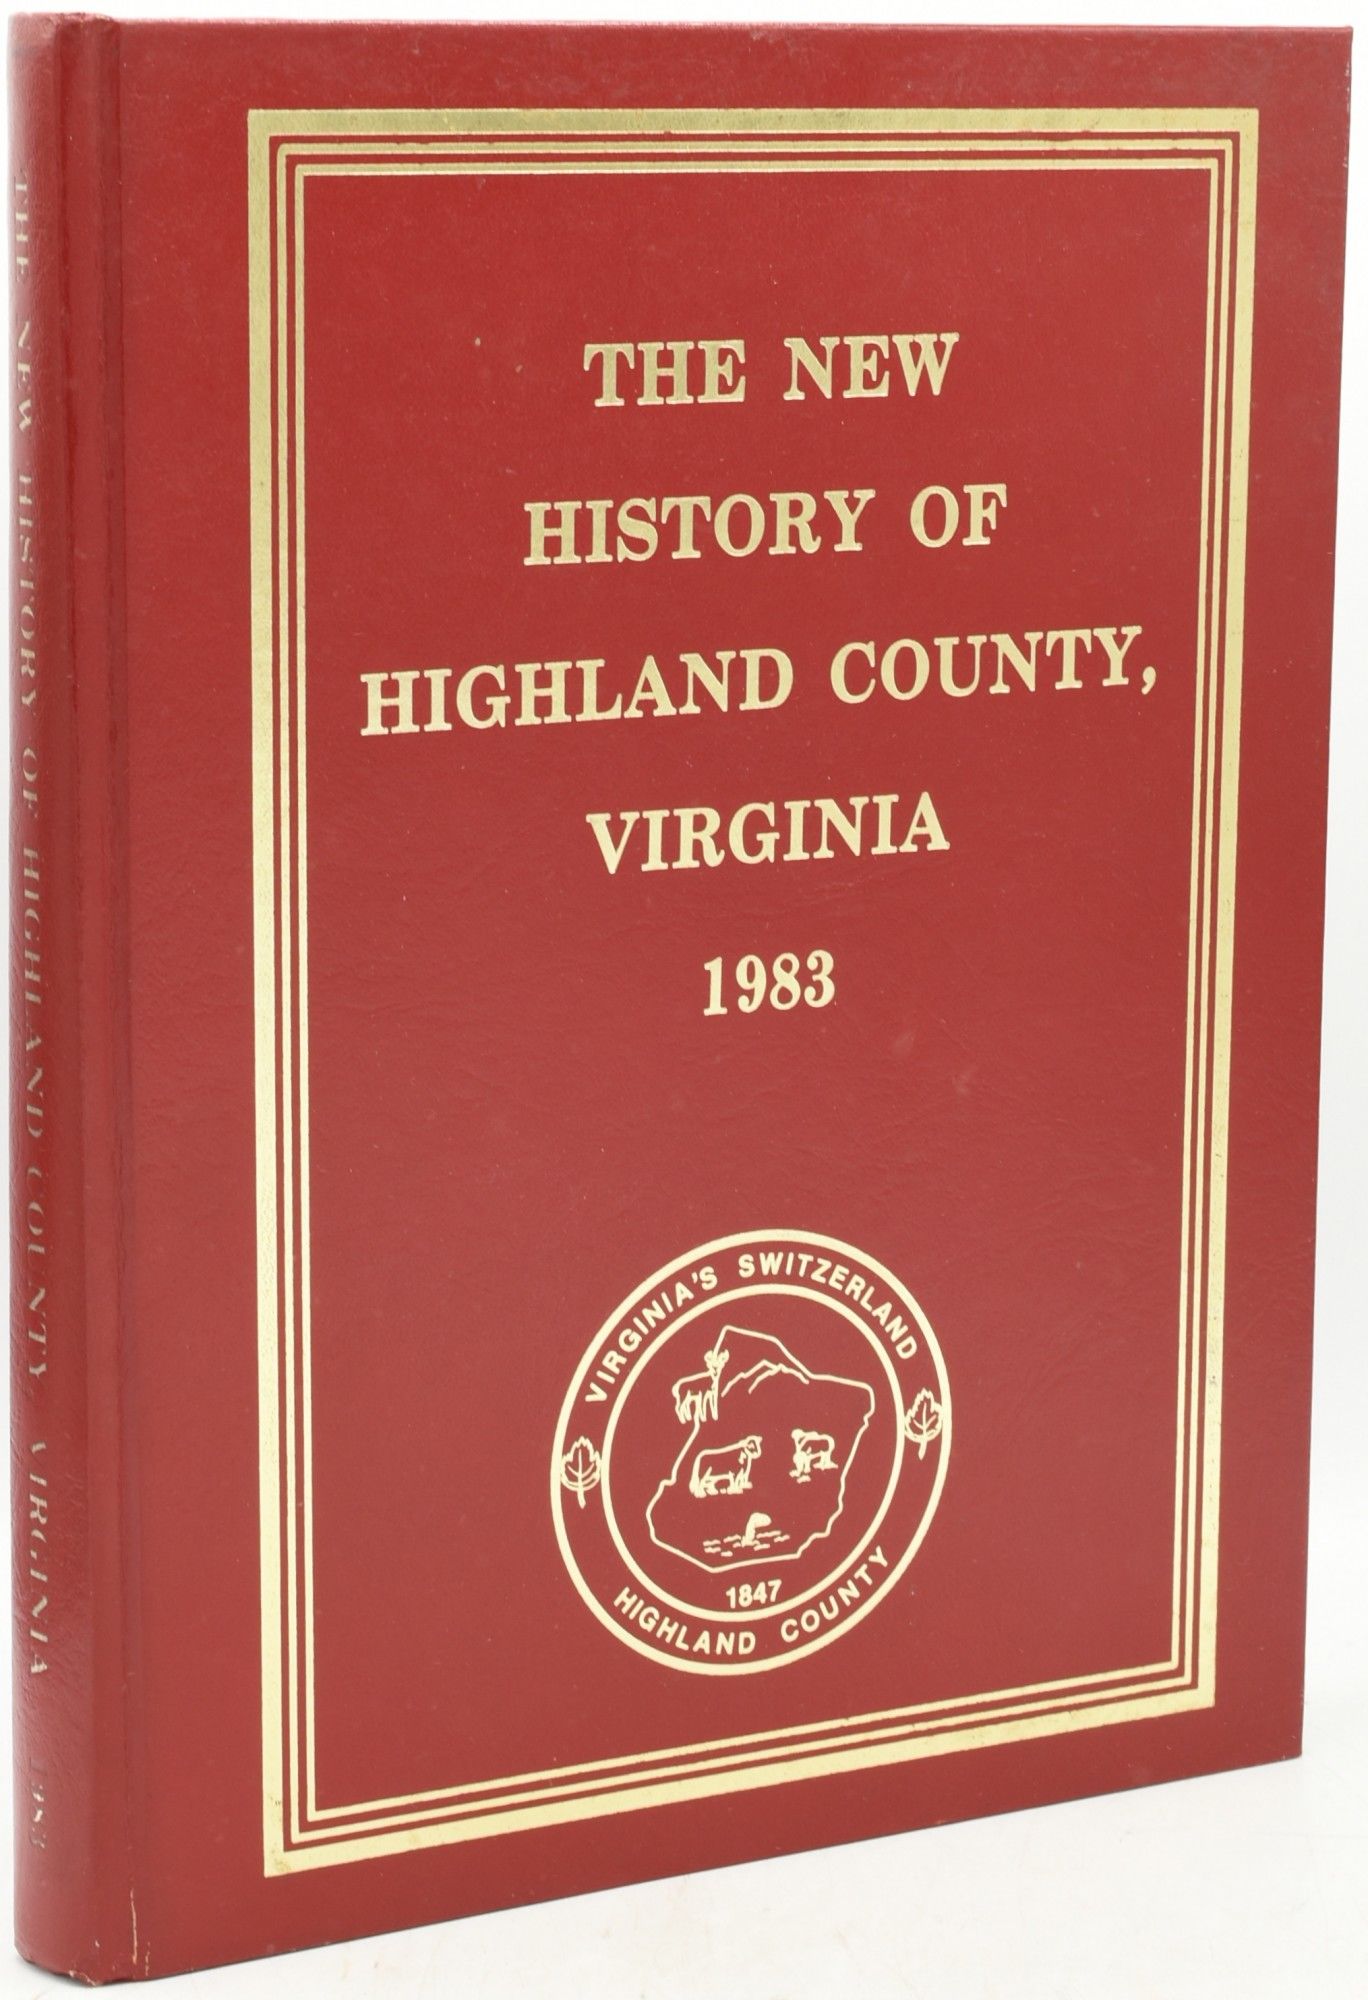 THE NEW HISTORY OF HIGHLAND COUNTY, VIRGINIA 1983
THE NEW
HISTORY OF
HIGHLAND COUNTY,
VIRGINIA
1983
VIRGINIA'S SWITZERLAND
1847
HIGHLAND COUNTY